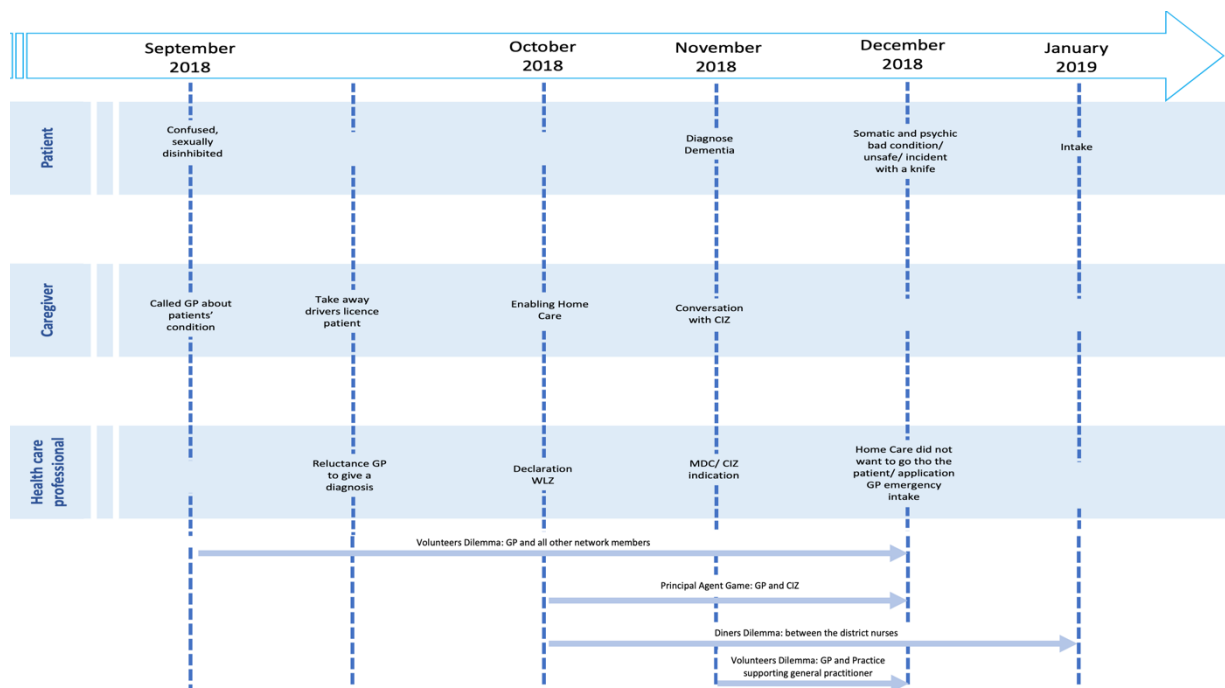 September
2018
October
2018
November
2018
December
2018
January
2019
Patient
Confused,
sexually
disinhibited
Diagnose
Dementia
Somatic and psychic
bad condition/
unsafe/ incident
with a knife
Intake
Caregiver
Called GP about
patients’
condition
Take away
drivers licence
patient
Enabling Home
Care
Conversation
with CIZ
Health care
professional
Reluctance GP
to give a
diagnosis
Declaration
WLZ
MDC/ CIZ
indication
Home Care did not
want to go tho the
patient/ application
GP emergency
intake
Volunteers Dilemma: GP and all other network members
Principal Agent Game: GP and CIZ
Diners Dilemma: between the district nurses
Volunteers Dilemma: GP and Practice
supporting general practitioner